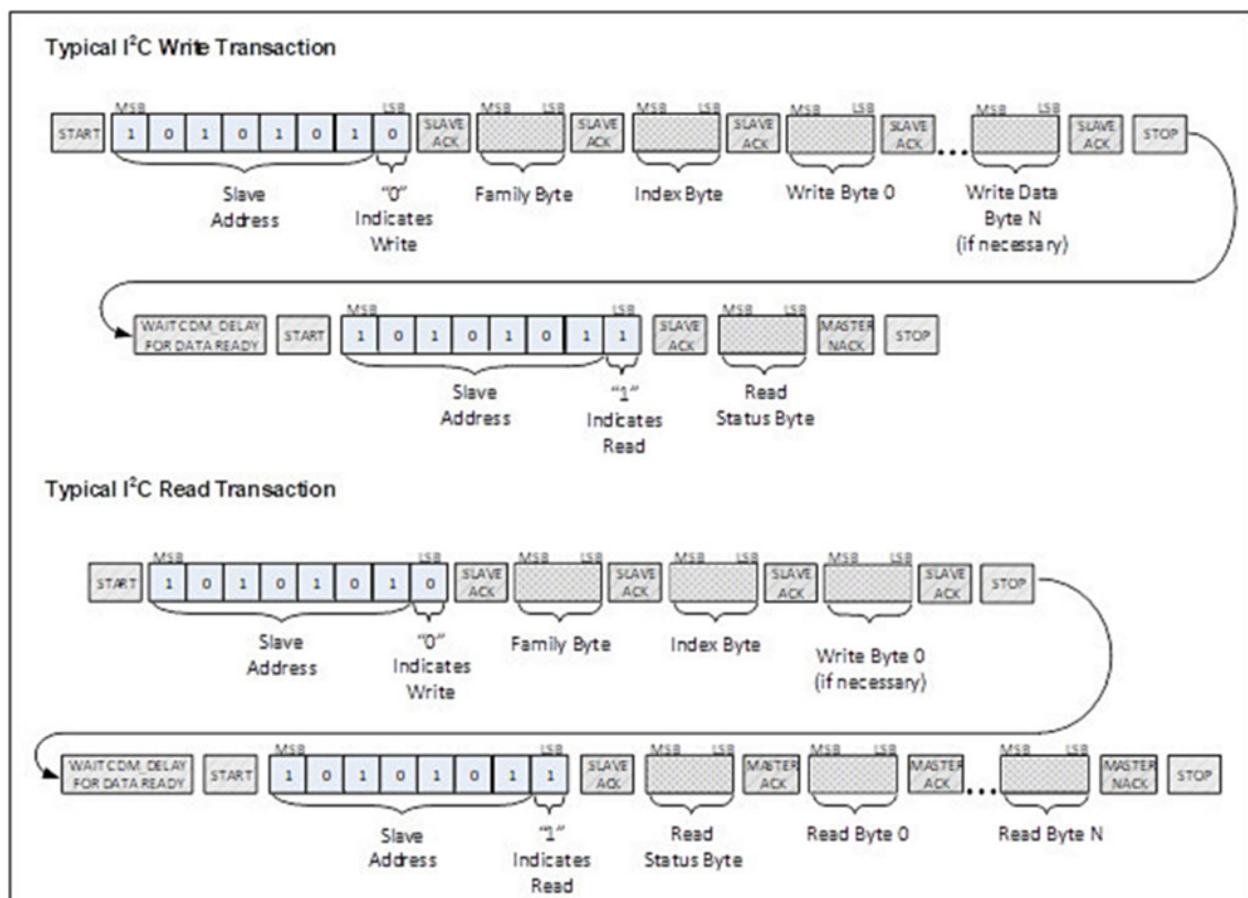 Typical I²C Write Transaction
MSB LSB MSB LSB MSB LSB MSB LSB MSB LSB
START 1 0 1 0 1 0 1 0 SLAVE ACK SLAVE ACK SLAVE ACK SLAVE ACK ... SLAVE ACK STOP
Slave Address
"0" Indicates Write
Family Byte
Index Byte
Write Byte 0
Write Data Byte N (if necessary)
MSB LSB MSB LSB
WAIT CDM_DELAY FOR DATA READY START 1 0 1 0 1 0 1 1 SLAVE ACK MASTER NACK STOP
Slave Address
"1" Indicates Read
Read Status Byte
Typical I²C Read Transaction
MSB LSB MSB LSB MSB LSB MSB LSB
START 1 0 1 0 1 0 1 0 SLAVE ACK SLAVE ACK SLAVE ACK SLAVE ACK STOP
Slave Address
"0" Indicates Write
Family Byte
Index Byte
Write Byte 0 (if necessary)
MSB LSB MSB LSB MSB LSB MSB LSB
WAIT CDM_DELAY FOR DATA READY START 1 0 1 0 1 0 1 1 SLAVE ACK MASTER ACK MASTER ACK ... MASTER NACK STOP
Slave Address
"1" Indicates Read
Read Status Byte
Read Byte 0
Read Byte N